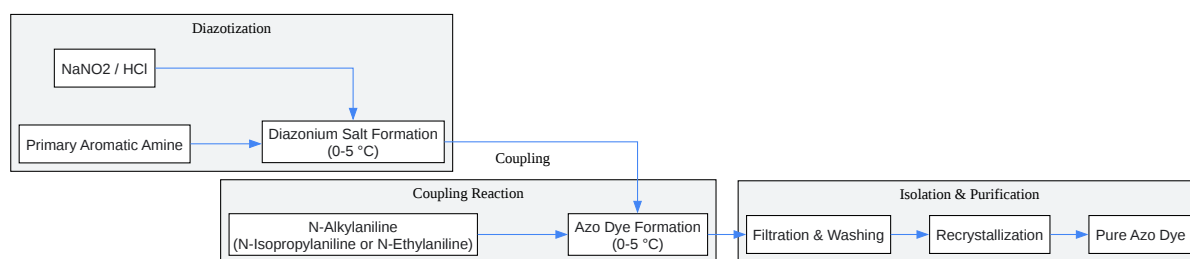 Diazotization
NaNO2 / HCl
Primary Aromatic Amine
Diazonium Salt Formation
(0-5 °C)
Coupling
Coupling Reaction
N-Alkylaniline
(N-Isopropylaniline or N-Ethylaniline)
Azo Dye Formation
(0-5 °C)
Isolation & Purification
Filtration & Washing
Recrystallization
Pure Azo Dye